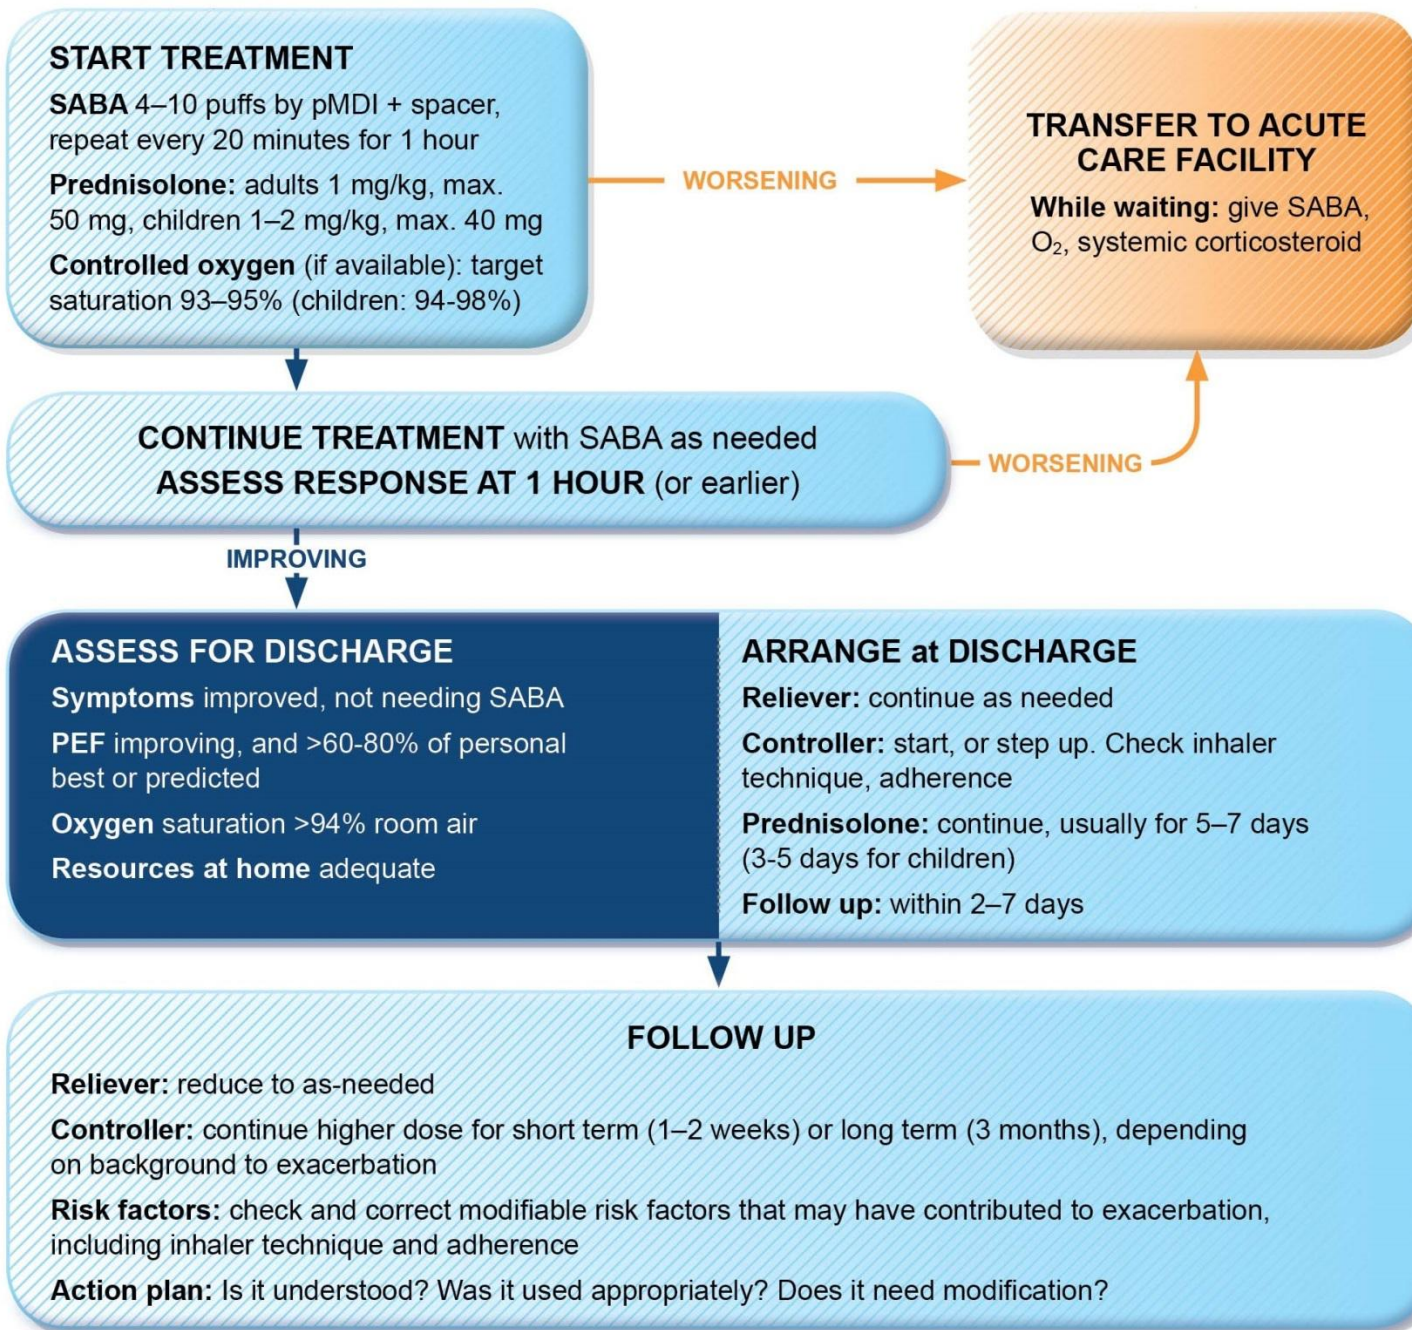 START TREATMENT
SABA 4–10 puffs by pMDI + spacer,
repeat every 20 minutes for 1 hour
Prednisolone: adults 1 mg/kg, max.
50 mg, children 1–2 mg/kg, max. 40 mg
Controlled oxygen (if available): target
saturation 93–95% (children: 94-98%)
WORSENING
TRANSFER TO ACUTE
CARE FACILITY
While waiting: give SABA,
O₂, systemic corticosteroid
CONTINUE TREATMENT with SABA as needed
ASSESS RESPONSE AT 1 HOUR (or earlier)
WORSENING
IMPROVING
ASSESS FOR DISCHARGE
Symptoms improved, not needing SABA
PEF improving, and >60-80% of personal
best or predicted
Oxygen saturation >94% room air
Resources at home adequate
ARRANGE at DISCHARGE
Reliever: continue as needed
Controller: start, or step up. Check inhaler
technique, adherence
Prednisolone: continue, usually for 5–7 days
(3-5 days for children)
Follow up: within 2–7 days
FOLLOW UP
Reliever: reduce to as-needed
Controller: continue higher dose for short term (1–2 weeks) or long term (3 months), depending
on background to exacerbation
Risk factors: check and correct modifiable risk factors that may have contributed to exacerbation,
including inhaler technique and adherence
Action plan: Is it understood? Was it used appropriately? Does it need modification?